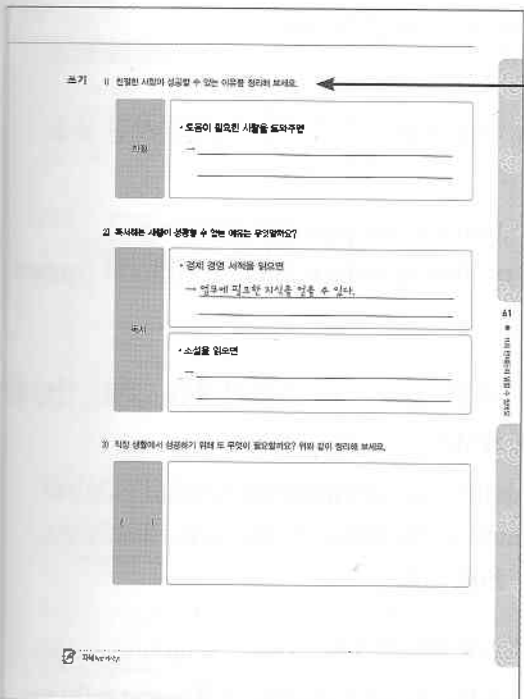 쓰기
1) 친절한 사람이 성공할 수 있는 이유를 정리해 보세요.
친절
• 도움이 필요한 사람을 도와주면
→
2) 독서하는 사람이 성공할 수 있는 이유는 무엇일까요?
독서
• 경제 경영 서적을 읽으면
→ 업무에 필요한 지식을 얻을 수 있다.
• 소설을 읽으면
→
3) 직장 생활에서 성공하기 위해 또 무엇이 필요할까요? 위와 같이 정리해 보세요.
( )
61